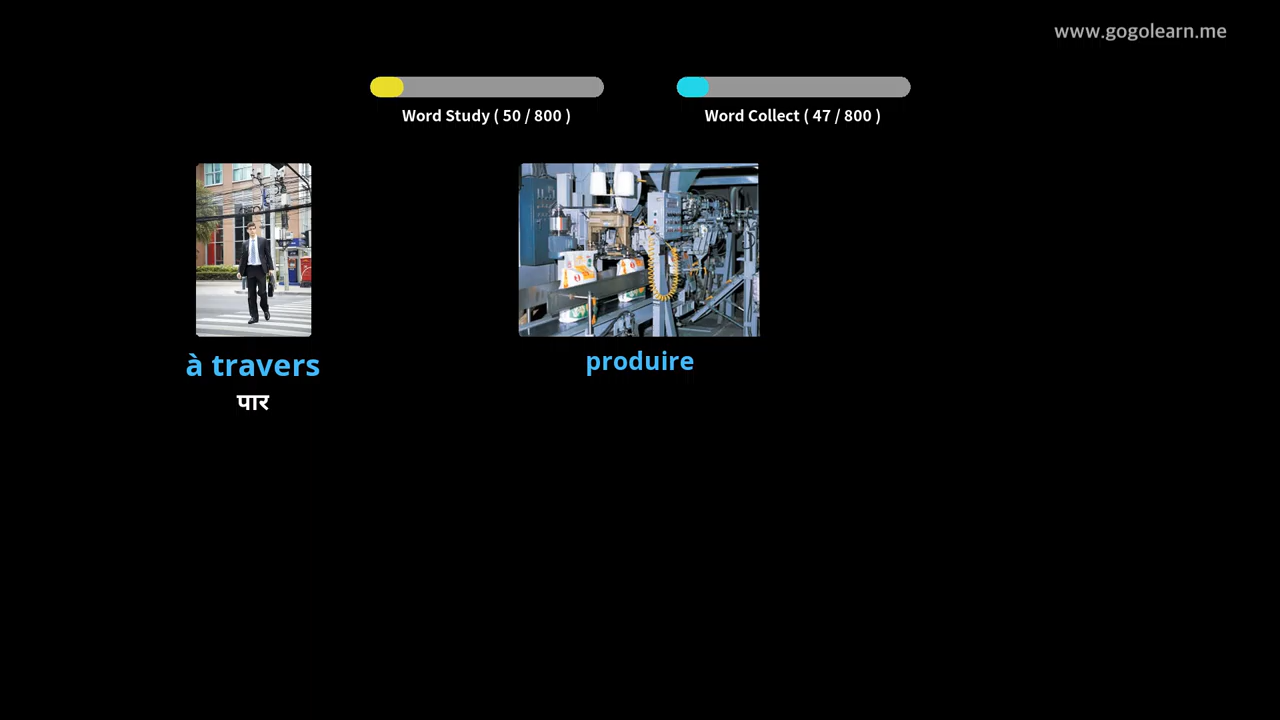 www.gogolearn.me
Word Study ( 50 / 800 )
Word Collect ( 47 / 800 )
à travers
पार
produire